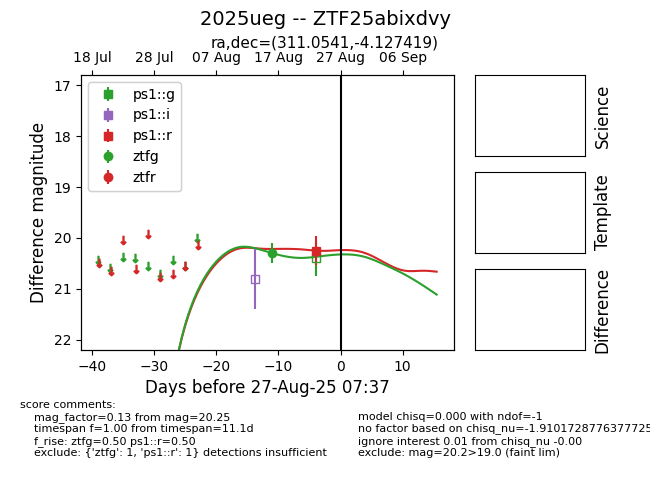 2025ueg -- ZTF25abixdvy
ra,dec=(311.0541,-4.127419)
18 Jul 28 Jul 07 Aug 17 Aug 27 Aug 06 Sep
17
18
19
20
21
22
Difference magnitude
ps1::g
ps1::i
ps1::r
ztfg
ztfr
−40 −30 −20 −10 0 10
Days before 27-Aug-25 07:37
Science
Template
Difference
score comments:
mag_factor=0.13 from mag=20.25
timespan f=1.00 from timespan=11.1d
f_rise: ztfg=0.50 ps1::r=0.50
exclude: {'ztfg': 1, 'ps1::r': 1} detections insufficient
model chisq=0.000 with ndof=-1
no factor based on chisq_nu=-1.9101728776377725
ignore interest 0.01 from chisq_nu -0.00
exclude: mag=20.2>19.0 (faint lim)